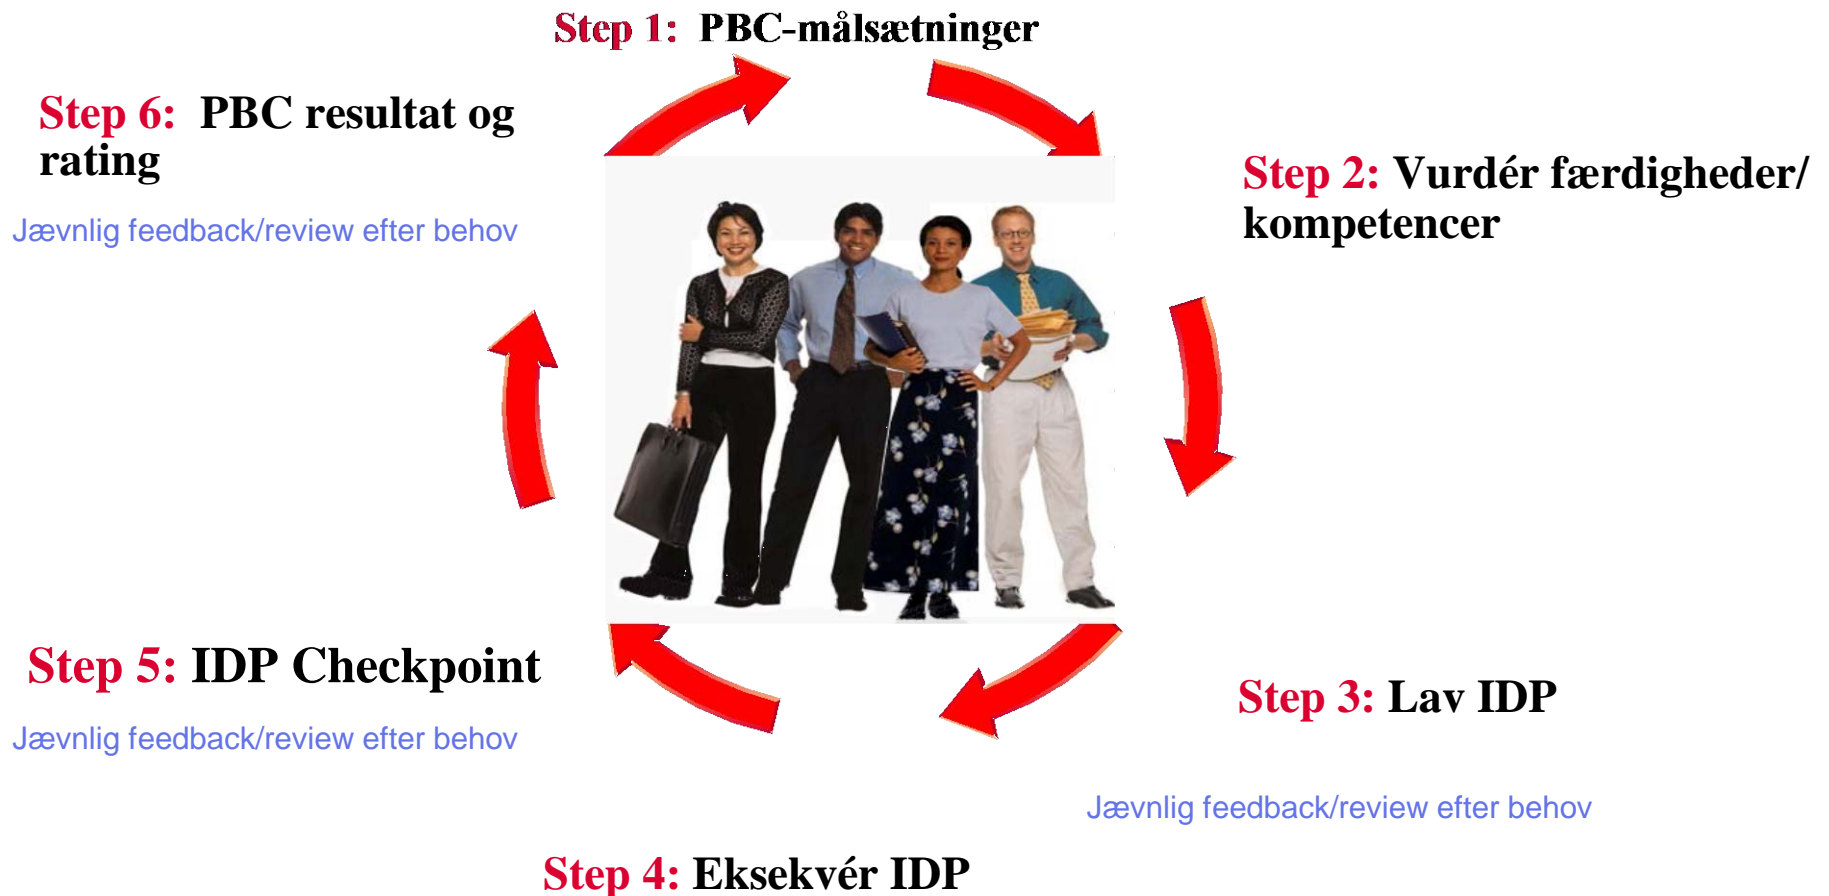 Step 1: PBC-målsætninger
Step 6: PBC resultat og
rating
Jævnlig feedback/review efter behov
Step 2: Vurdér færdigheder/
kompetencer
Step 5: IDP Checkpoint
Jævnlig feedback/review efter behov
Step 3: Lav IDP
Jævnlig feedback/review efter behov
Step 4: Eksekvér IDP